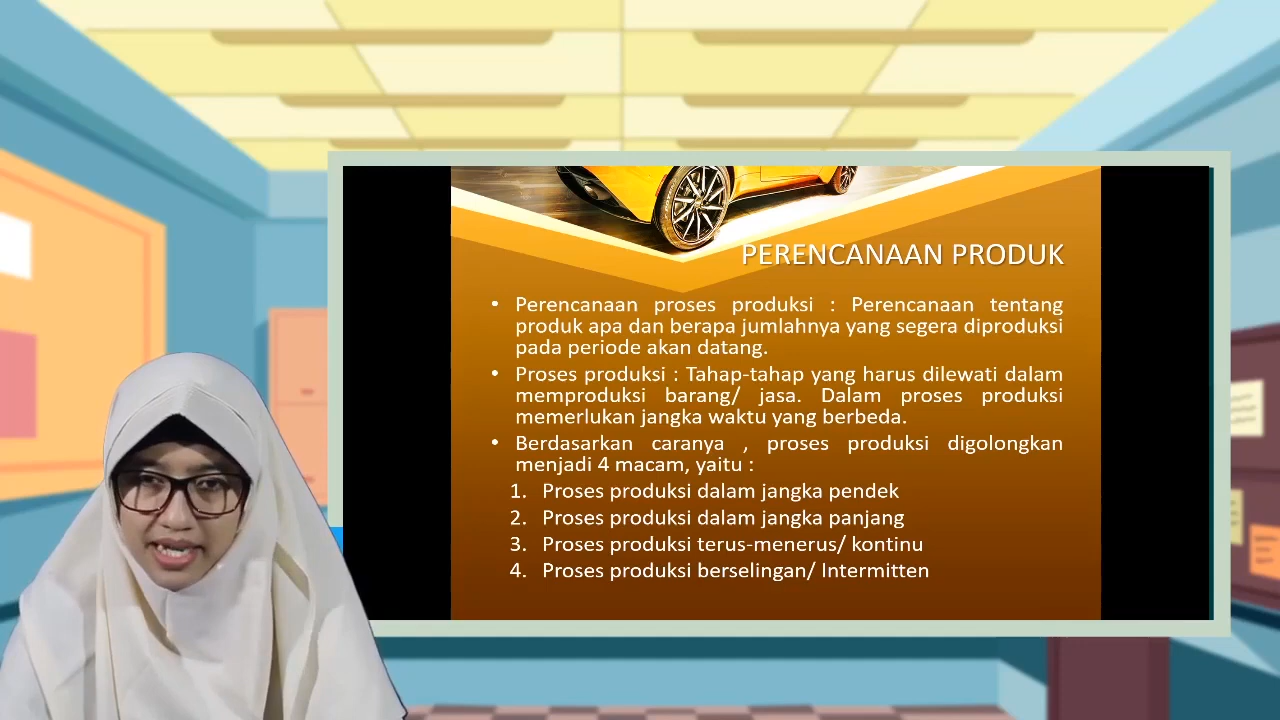 PERENCANAAN PRODUK
• Perencanaan proses produksi : Perencanaan tentang
produk apa dan berapa jumlahnya yang segera diproduksi
pada periode akan datang.
• Proses produksi : Tahap-tahap yang harus dilewati dalam
memproduksi barang/ jasa. Dalam proses produksi
memerlukan jangka waktu yang berbeda.
• Berdasarkan caranya , proses produksi digolongkan
menjadi 4 macam, yaitu :
1. Proses produksi dalam jangka pendek
2. Proses produksi dalam jangka panjang
3. Proses produksi terus-menerus/ kontinu
4. Proses produksi berselingan/ Intermitten